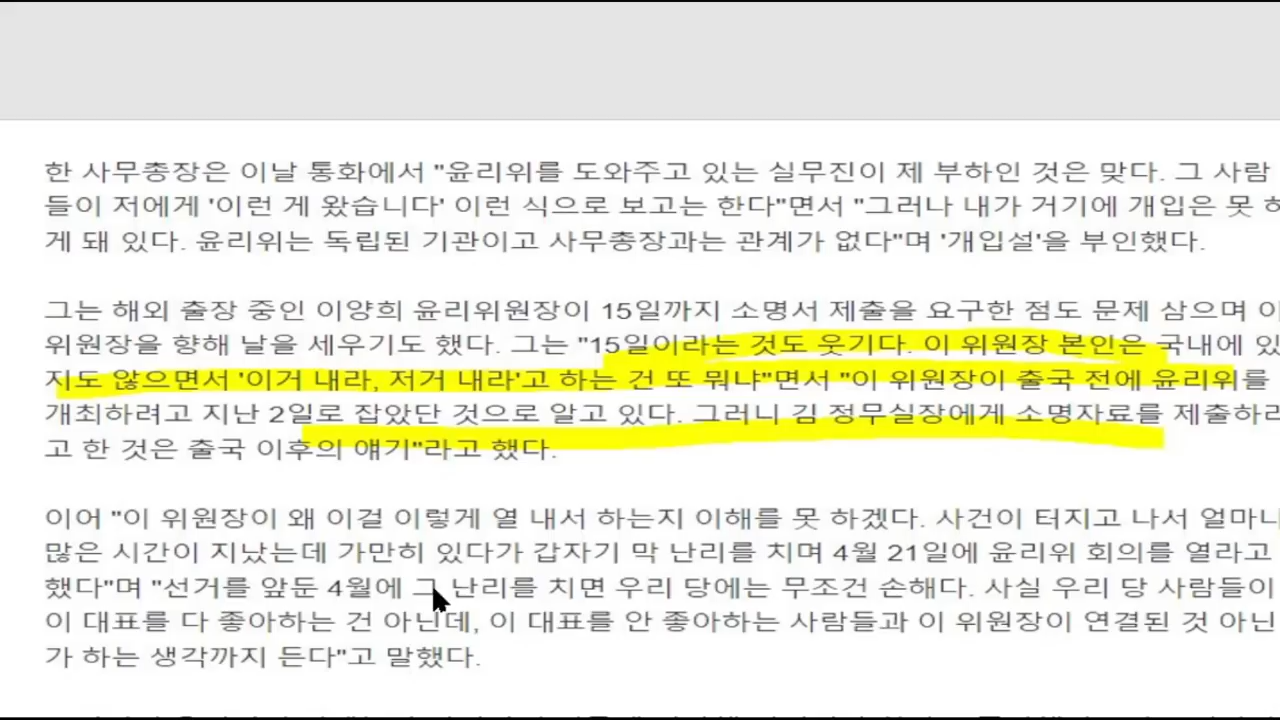 한 사무총장은 이날 통화에서 "윤리위를 도와주고 있는 실무진이 제 부하인 것은 맞다. 그 사람
들이 저에게 '이런 게 왔습니다' 이런 식으로 보고는 한다"면서 "그러나 내가 거기에 개입은 못
게 돼 있다. 윤리위는 독립된 기관이고 사무총장과는 관계가 없다"며 '개입설'을 부인했다.
그는 해외 출장 중인 이양희 윤리위원장이 15일까지 소명서 제출을 요구한 점도 문제 삼으며
위원장을 향해 날을 세우기도 했다. 그는 "15일이라는 것도 웃기다. 이 위원장 본인은 국내에
지도 않으면서 '이거 내라, 저거 내라'고 하는 건 또 뭐냐"면서 "이 위원장이 출국 전에 윤리위를
개최하려고 지난 2일로 잡았단 것으로 알고 있다. 그러니 김 정무실장에게 소명자료를 제출하라
고 한 것은 출국 이후의 얘기"라고 했다.
이어 "이 위원장이 왜 이걸 이렇게 열 내서 하는지 이해를 못 하겠다. 사건이 터지고 나서 얼마나
많은 시간이 지났는데 가만히 있다가 갑자기 막 난리를 치며 4월 21일에 윤리위 회의를 열라고
했다"며 "선거를 앞둔 4월에 그 난리를 치면 우리 당에는 무조건 손해다. 사실 우리 당 사람들이
이 대표를 다 좋아하는 건 아닌데, 이 대표를 안 좋아하는 사람들과 이 위원장이 연결된 것 아닌
가 하는 생각까지 든다"고 말했다.